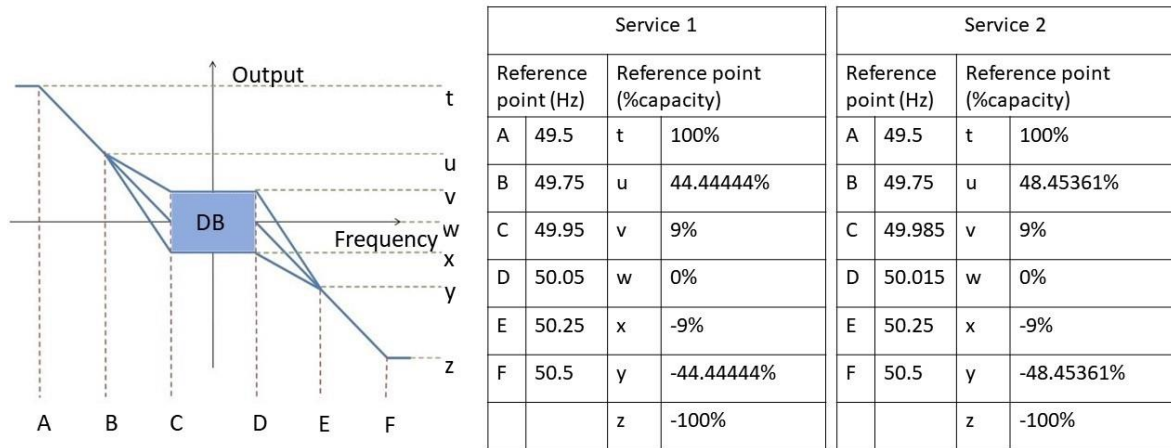 Output
Frequency
DB
t
u
v
w
x
y
z
A B C D E F
Service 1
Reference point (Hz) Reference point (%capacity)
A 49.5 t 100%
B 49.75 u 44.44444%
C 49.95 v 9%
D 50.05 w 0%
E 50.25 x -9%
F 50.5 y -44.44444%
z -100%
Service 2
Reference point (Hz) Reference point (%capacity)
A 49.5 t 100%
B 49.75 u 48.45361%
C 49.985 v 9%
D 50.015 w 0%
E 50.25 x -9%
F 50.5 y -48.45361%
z -100%